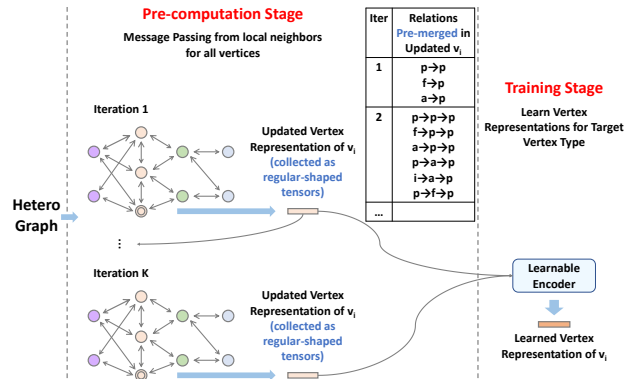 Pre-computation Stage
Message Passing from local neighbors
for all vertices
Iteration 1
Updated Vertex
Representation of vi
(collected as
regular-shaped
tensors)
Hetero
Graph
...
Iteration K
Updated Vertex
Representation of vi
(collected as
regular-shaped
tensors)
Iter Relations
Pre-merged in
Updated vi
1 p→p
f→p
a→p
2 p→p→p
f→p→p
a→p→p
p→a→p
i→a→p
p→f→p
...
Training Stage
Learn Vertex
Representations for Target
Vertex Type
Learnable
Encoder
Learned Vertex
Representation of vi